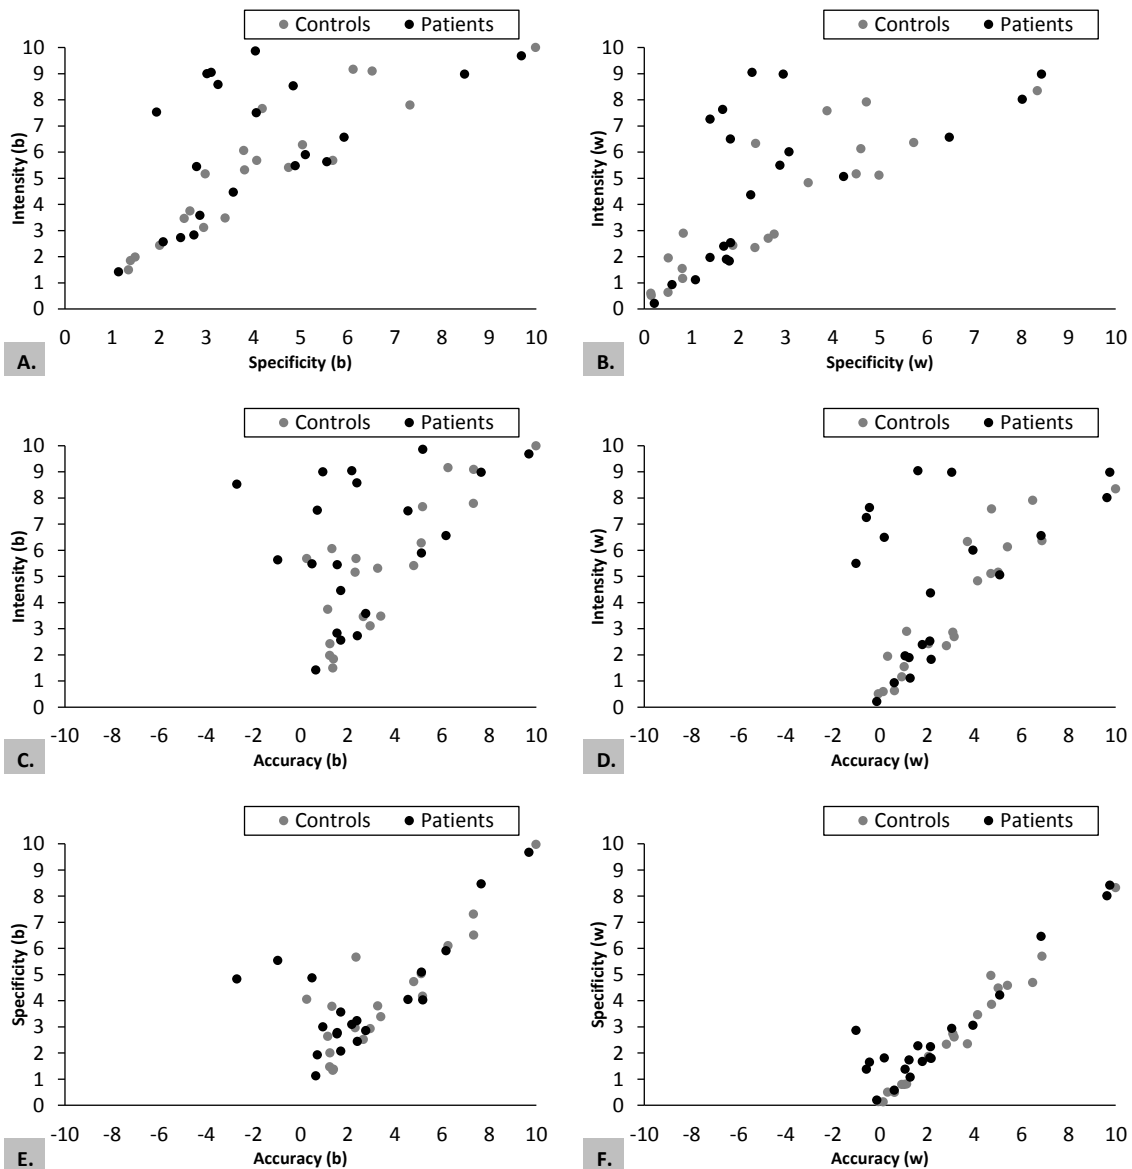 Controls Patients
Controls Patients
10
9
8
7
6
5
4
3
2
1
0
Intensity (b)
0 1 2 3 4 5 6 7 8 9 10
Specificity (b)
A.
10
9
8
7
6
5
4
3
2
1
0
Intensity (w)
0 1 2 3 4 5 6 7 8 9 10
Specificity (w)
B.
Controls Patients
Controls Patients
10
9
8
7
6
5
4
3
2
1
0
Intensity (b)
-10 -8 -6 -4 -2 0 2 4 6 8 10
Accuracy (b)
C.
10
9
8
7
6
5
4
3
2
1
0
Intensity (w)
-10 -8 -6 -4 -2 0 2 4 6 8 10
Accuracy (w)
D.
Controls Patients
Controls Patients
10
9
8
7
6
5
4
3
2
1
0
Specificity (b)
-10 -8 -6 -4 -2 0 2 4 6 8 10
Accuracy (b)
E.
10
9
8
7
6
5
4
3
2
1
0
Specificity (w)
-10 -8 -6 -4 -2 0 2 4 6 8 10
Accuracy (w)
F.